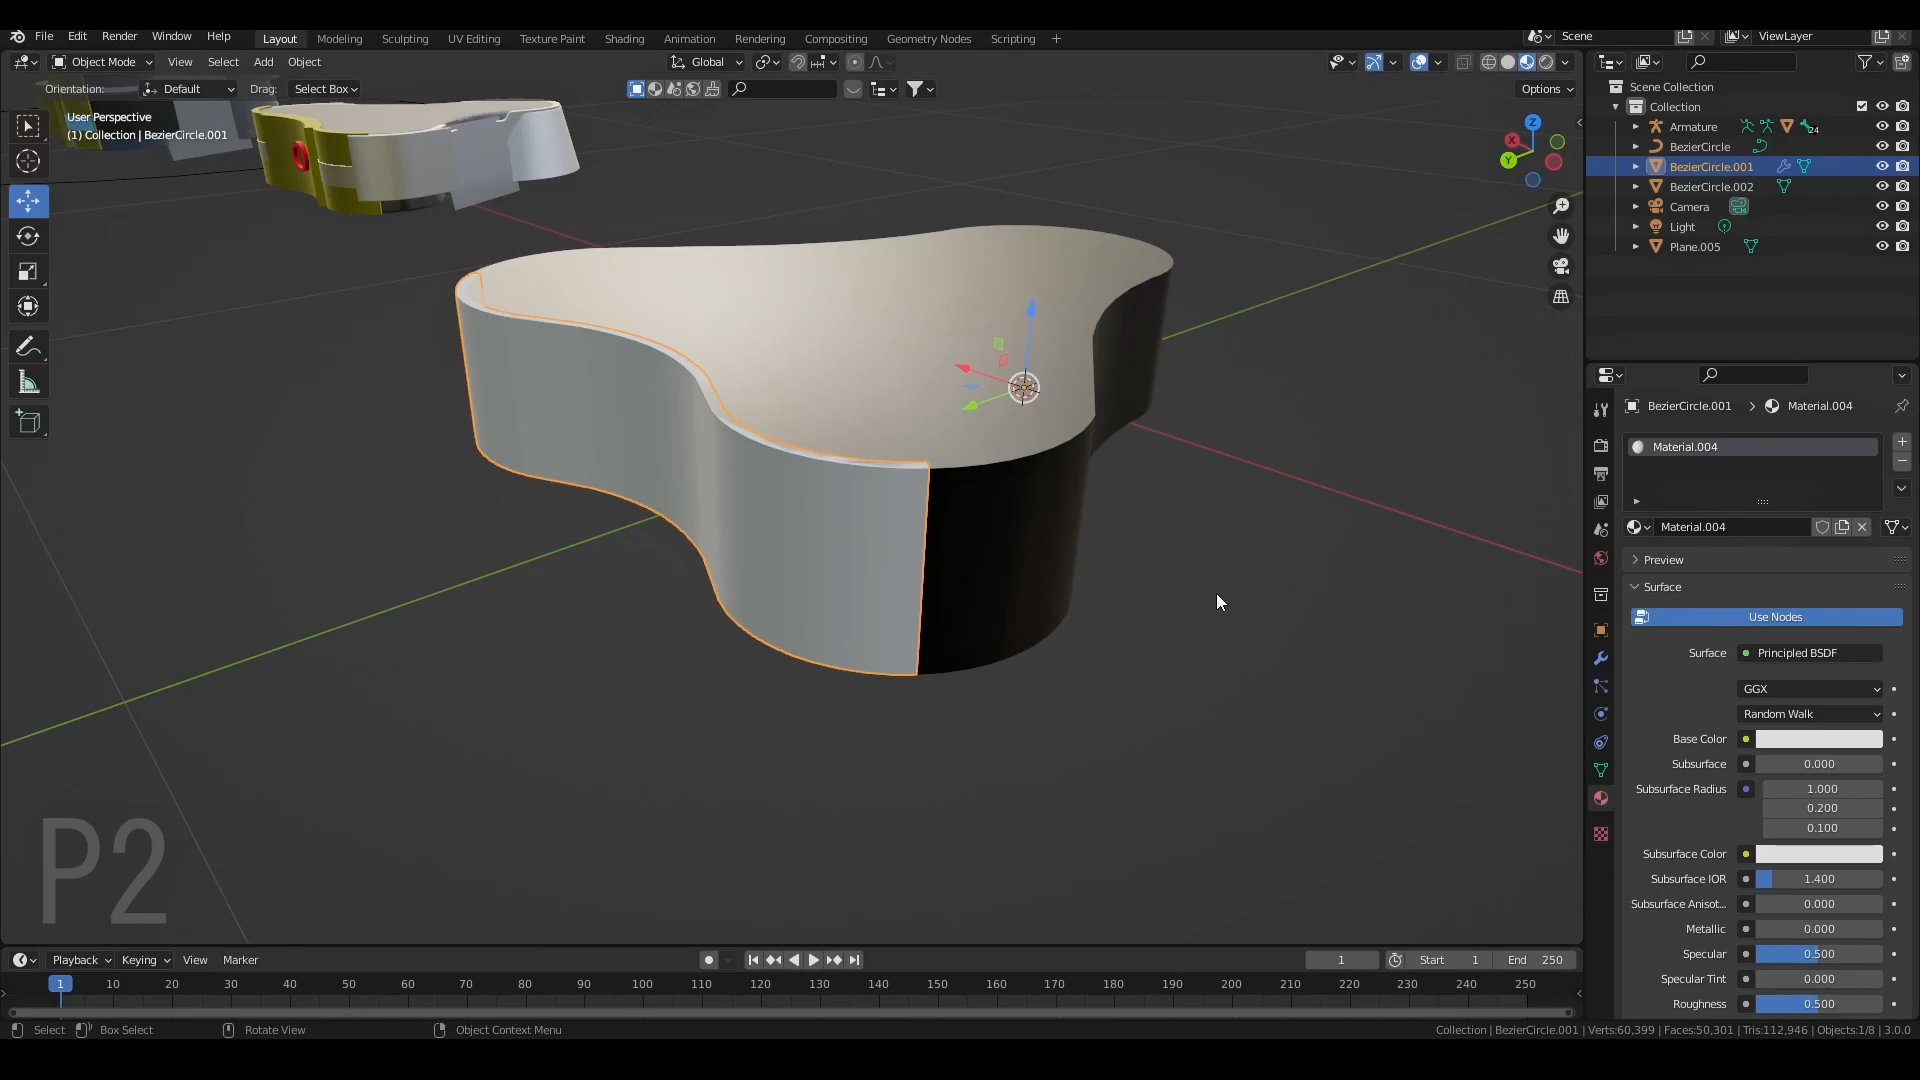 File Edit Render Window Help Layout Modeling Sculpting UV Editing Texture Paint Shading Animation Rendering Compositing Geometry Nodes Scripting + Scene ViewLayer
Object Mode View Select Add Object Global
Orientation: Default Drag: Select Box Options
User Perspective
(1) Collection | BezierCircle.001
Z
X
Y
Scene Collection
Collection
Armature 24
BezierCircle
BezierCircle.001
BezierCircle.002
Camera
Light
Plane.005
BezierCircle.001 > Material.004
Material.004
Material.004
Preview
Surface
Use Nodes
Surface Principled BSDF
GGX
Random Walk
Base Color
Subsurface 0.000
Subsurface Radius 1.000
0.200
0.100
Subsurface Color
Subsurface IOR 1.400
Subsurface Anisot... 0.000
Metallic 0.000
Specular 0.500
Specular Tint 0.000
Roughness 0.500
P2
Playback Keying View Marker 1 Start 1 End 250
1 10 20 30 40 50 60 70 80 90 100 110 120 130 140 150 160 170 180 190 200 210 220 230 240 250
Select Box Select Rotate View Object Context Menu Collection | BezierCircle.001 | Verts:60,399 | Faces:50,301 | Tris:112,946 | Objects:1/8 | 3.0.0